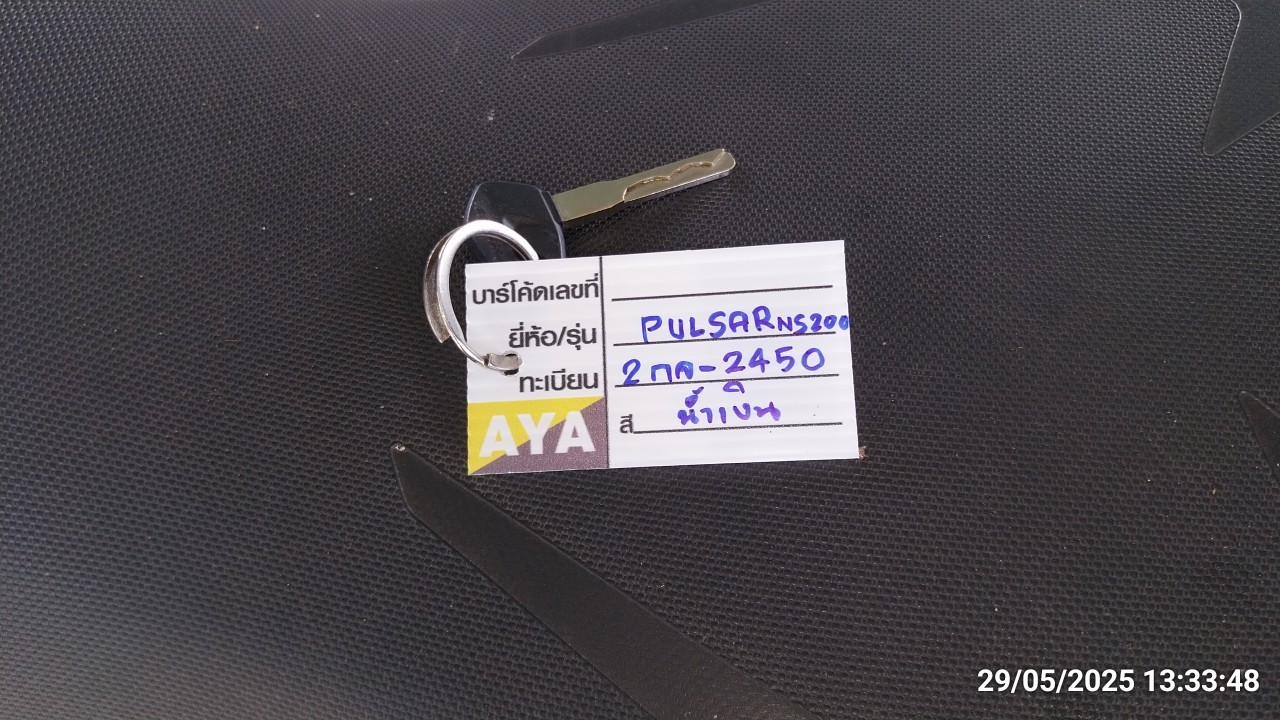 บาร์โค้ดเลขที่
ยี่ห้อ/รุ่น PULSAR NS200
ทะเบียน 2กล-2450
สี น้ำเงิน
AYA
29/05/2025 13:33:48